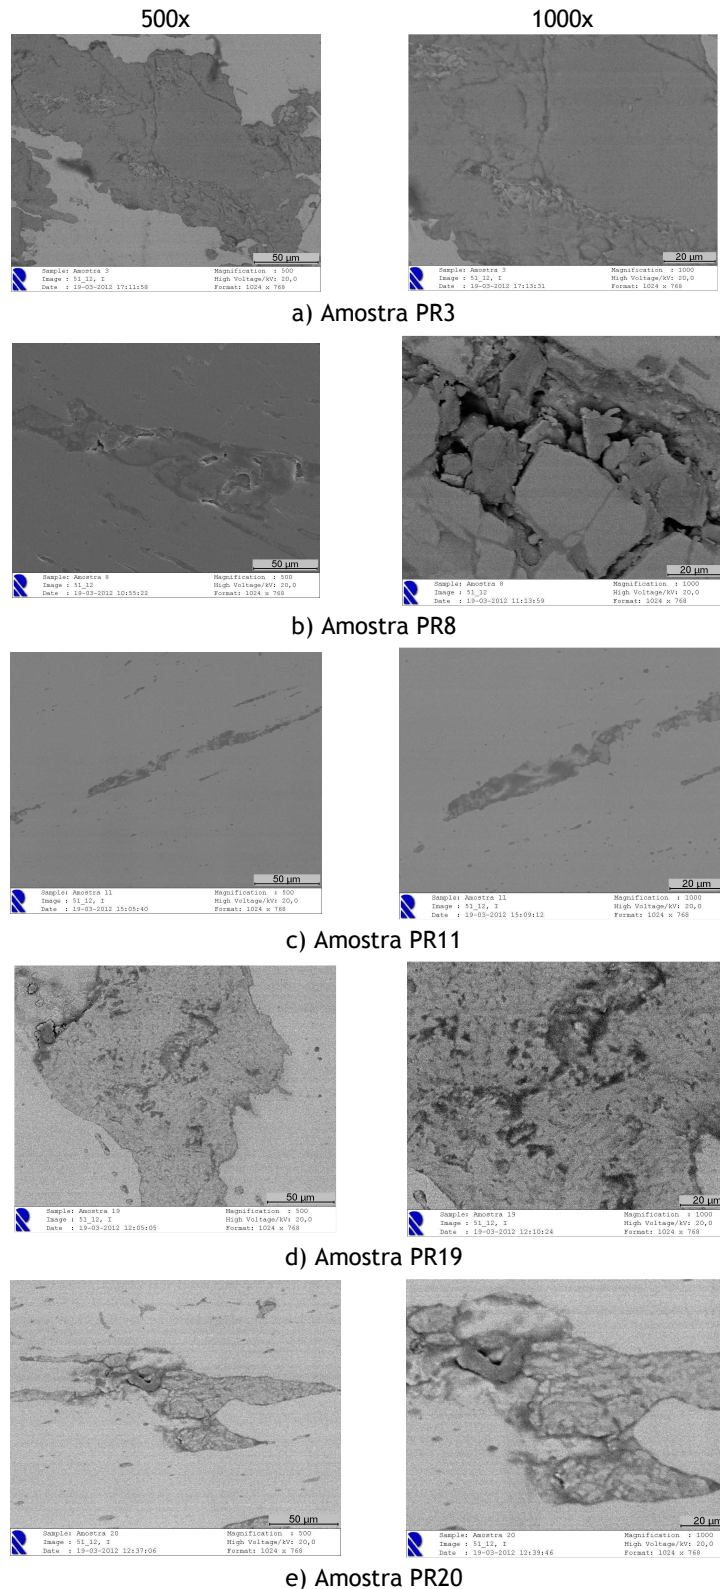 500x 1000x
50 µm 20 µm
Sample: Amostra 3 Magnification : 500 Sample: Amostra 3 Magnification : 1000
Image : 51_12, I High Voltage/kV: 20,0 Image : 51_12, I High Voltage/kV: 20,0
Date : 19-03-2012 17:11:58 Format: 1024 x 768 Date : 19-03-2012 17:13:31 Format: 1024 x 768
a) Amostra PR3
50 µm 20 µm
Sample: Amostra 8 Magnification : 500 Sample: Amostra 8 Magnification : 1000
Image : 51_12 High Voltage/kV: 20,0 Image : 51_12 High Voltage/kV: 20,0
Date : 19-03-2012 10:55:22 Format: 1024 x 768 Date : 19-03-2012 11:13:59 Format: 1024 x 768
b) Amostra PR8
50 µm 20 µm
Sample: Amostra 11 Magnification : 500 Sample: Amostra 11 Magnification : 1000
Image : 51_12, I High Voltage/kV: 20,0 Image : 51_12, I High Voltage/kV: 20,0
Date : 19-03-2012 15:05:40 Format: 1024 x 768 Date : 19-03-2012 15:09:12 Format: 1024 x 768
c) Amostra PR11
50 µm 20 µm
Sample: Amostra 19 Magnification : 500 Sample: Amostra 19 Magnification : 1000
Image : 51_12, I High Voltage/kV: 20,0 Image : 51_12, I High Voltage/kV: 20,0
Date : 19-03-2012 12:05:05 Format: 1024 x 768 Date : 19-03-2012 12:10:24 Format: 1024 x 768
d) Amostra PR19
50 µm 20 µm
Sample: Amostra 20 Magnification : 500 Sample: Amostra 20 Magnification : 1000
Image : 51_12, I High Voltage/kV: 20,0 Image : 51_12, I High Voltage/kV: 20,0
Date : 19-03-2012 12:37:06 Format: 1024 x 768 Date : 19-03-2012 12:39:46 Format: 1024 x 768
e) Amostra PR20